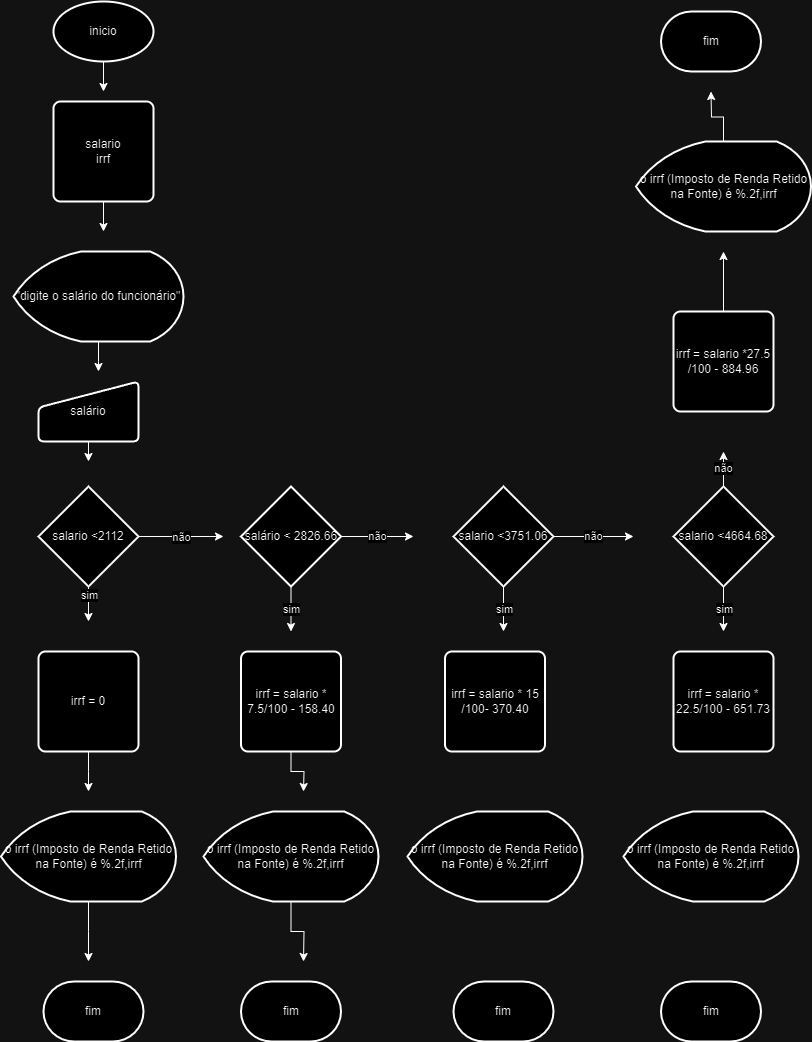 inicio
fim
salario
irrf
o irrf (Imposto de Renda Retido
na Fonte) é %.2f,irrf
"digite o salário do funcionário"
irrf = salario *27.5
/100 - 884.96
salário
não
salario <2112
não
salário < 2826.66
não
salario <3751.06
não
salario <4664.68
sim
sim
sim
sim
irrf = 0
irrf = salario *
7.5/100 - 158.40
irrf = salario * 15
/100- 370.40
irrf = salario *
22.5/100 - 651.73
o irrf (Imposto de Renda Retido
na Fonte) é %.2f,irrf
o irrf (Imposto de Renda Retido
na Fonte) é %.2f,irrf
o irrf (Imposto de Renda Retido
na Fonte) é %.2f,irrf
o irrf (Imposto de Renda Retido
na Fonte) é %.2f,irrf
fim
fim
fim
fim